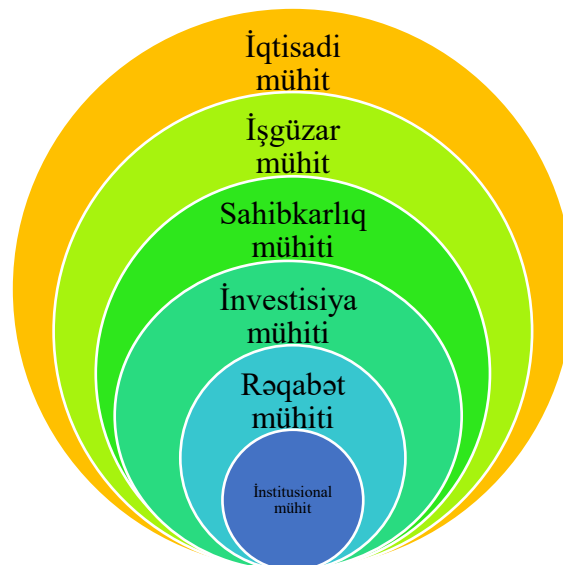 İqtisadi
mühit
İşgüzar
mühit
Sahibkarlıq
mühiti
İnvestisiya
mühiti
Rəqabət
mühiti
İnstitusional
mühit